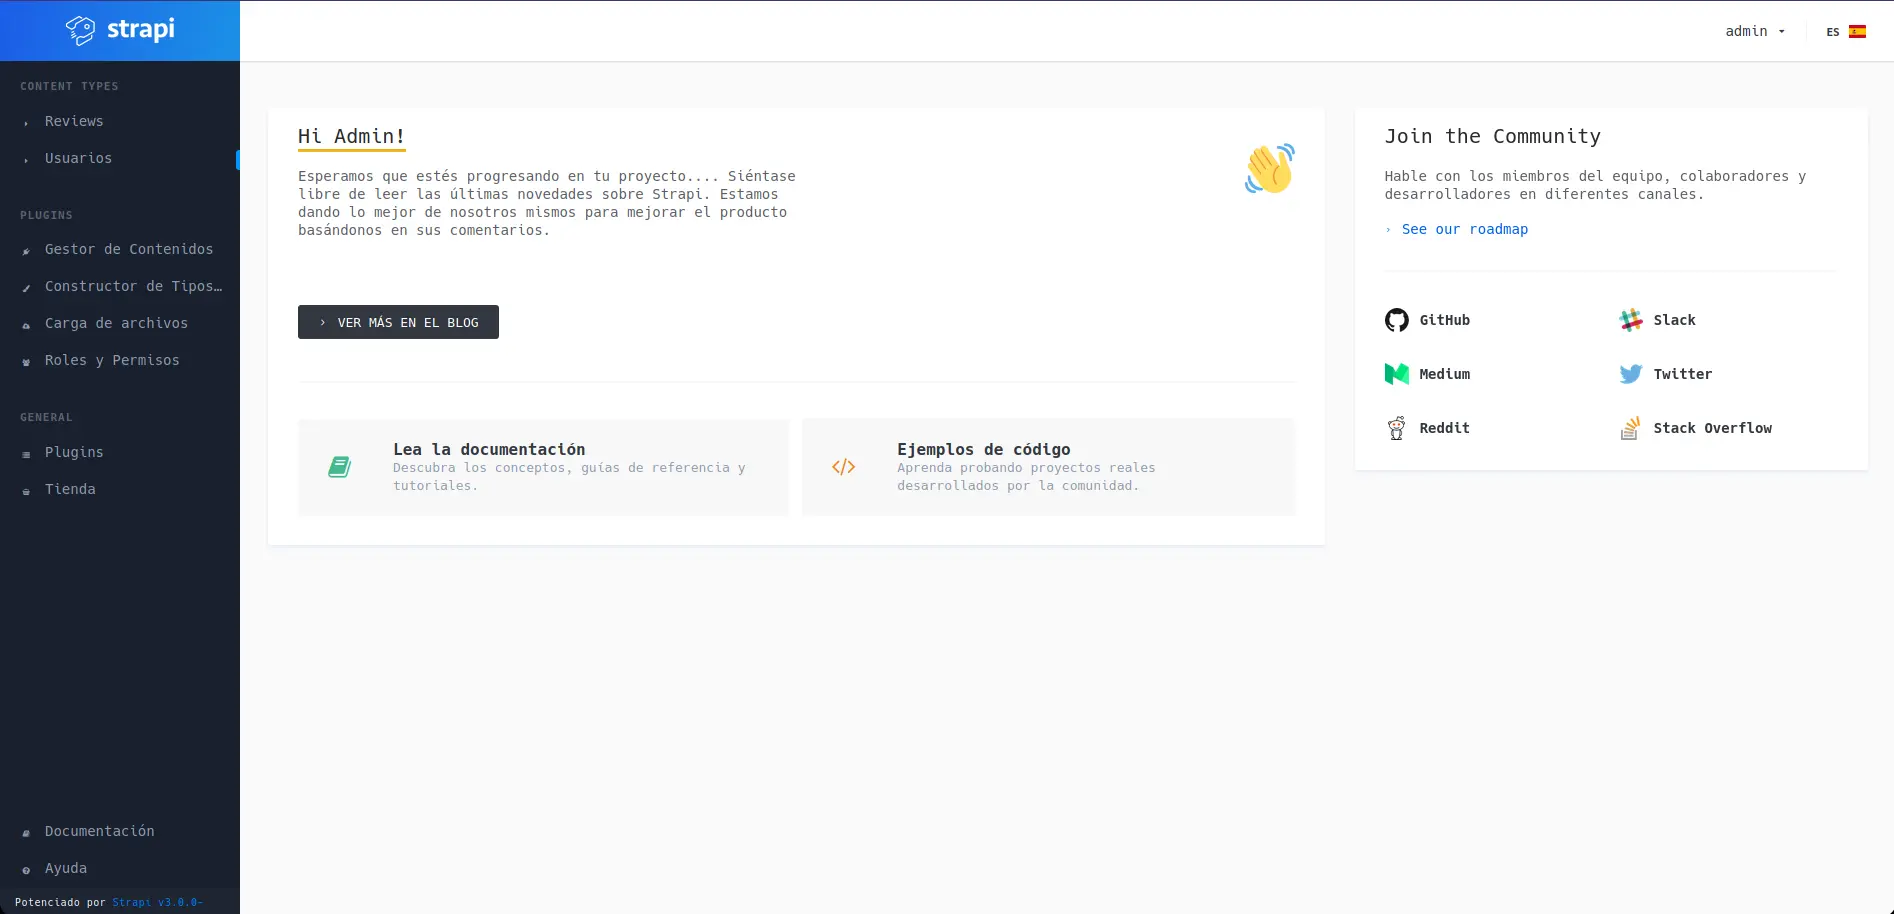 strapi
admin
ES
CONTENT TYPES
Reviews
Usuarios
PLUGINS
Gestor de Contenidos
Constructor de Tipos…
Carga de archivos
Roles y Permisos
GENERAL
Plugins
Tienda
Documentación
Ayuda
Potenciado por Strapi v3.0.0-
Hi Admin!
Esperamos que estés progresando en tu proyecto.... Siéntase
libre de leer las últimas novedades sobre Strapi. Estamos
dando lo mejor de nosotros mismos para mejorar el producto
basándonos en sus comentarios.
VER MÁS EN EL BLOG
Lea la documentación
Descubra los conceptos, guías de referencia y
tutoriales.
Ejemplos de código
Aprenda probando proyectos reales
desarrollados por la comunidad.
Join the Community
Hable con los miembros del equipo, colaboradores y
desarrolladores en diferentes canales.
See our roadmap
GitHub
Slack
Medium
Twitter
Reddit
Stack Overflow